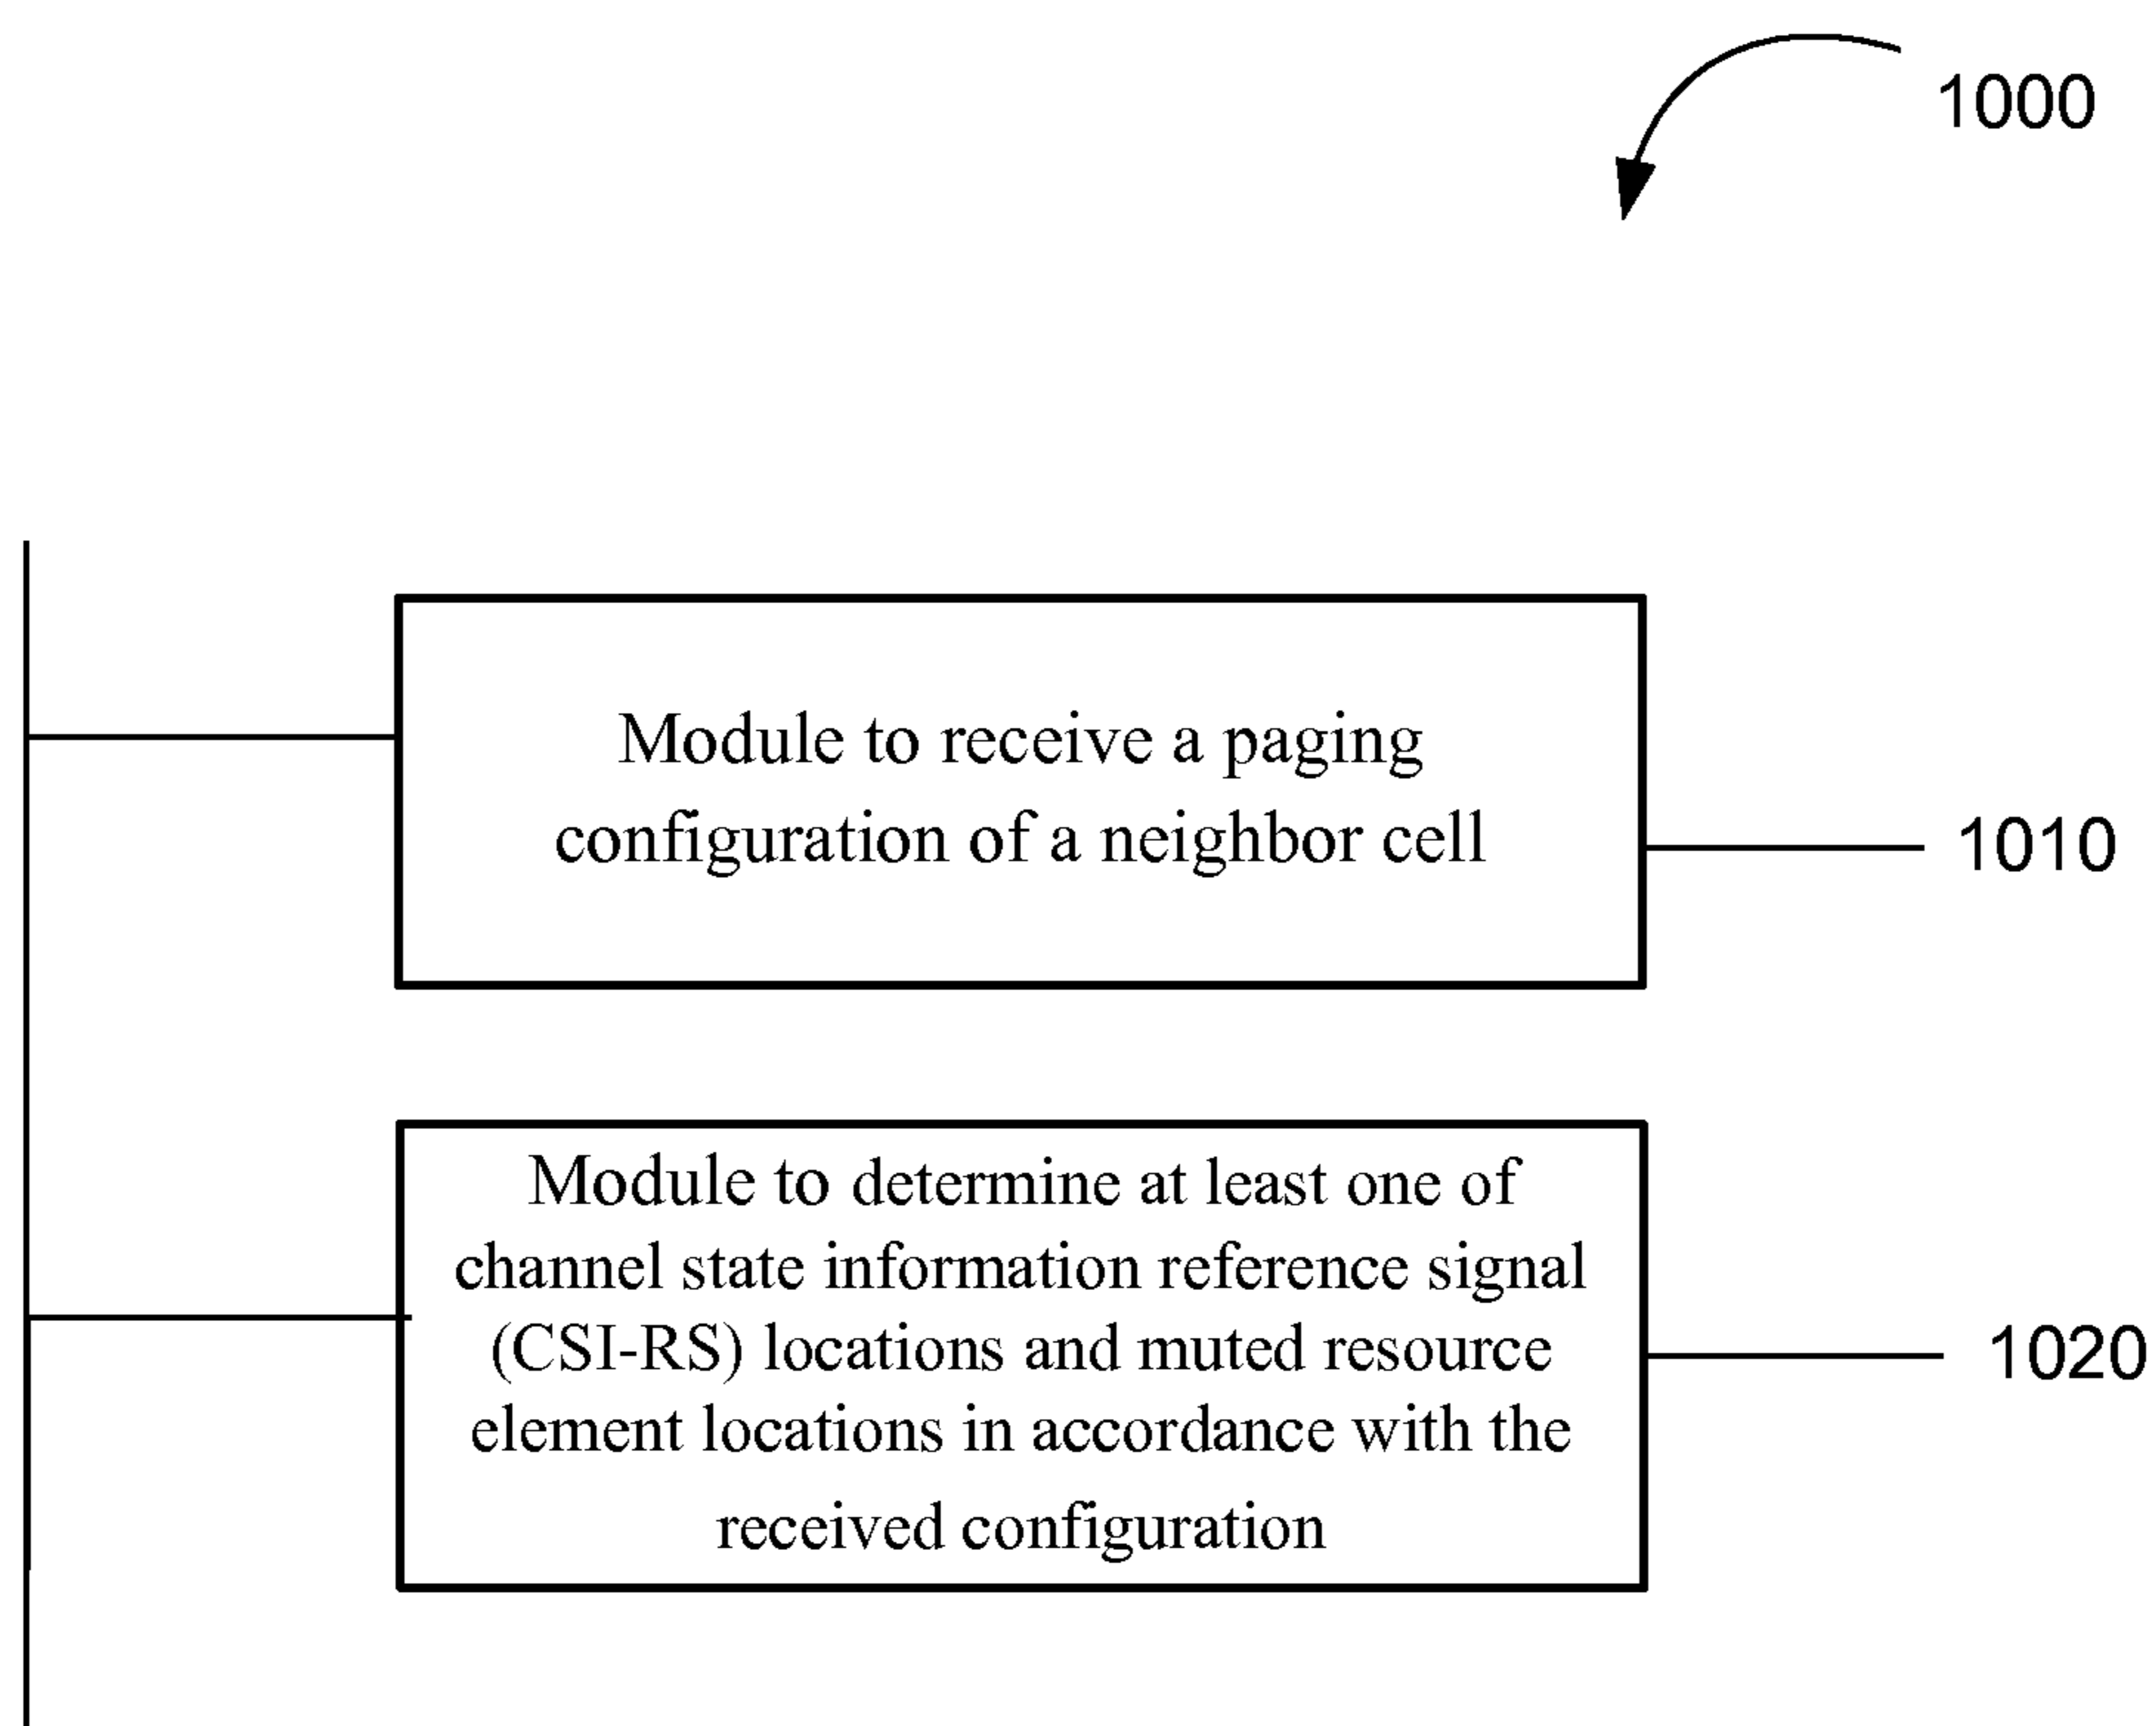 1000
Module to receive a paging
configuration of a neighbor cell
1010
Module to determine at least one of
channel state information reference signal
(CSI-RS) locations and muted resource
element locations in accordance with the
received configuration
1020